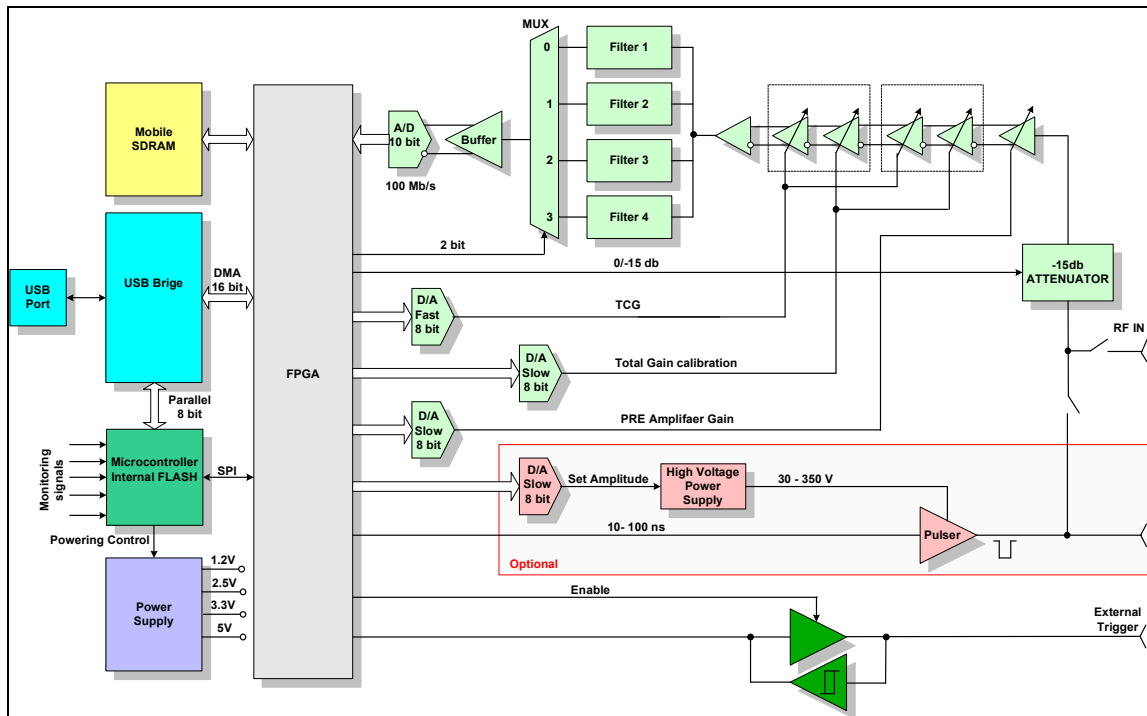 MUX
0
1
2
3
Filter 1
Filter 2
Filter 3
Filter 4
Mobile
SDRAM
A/D
10 bit
100 Mb/s
Buffer
2 bit
0/-15 db
-15db
ATTENUATOR
RF IN
USB
Port
USB Brige
DMA
16 bit
FPGA
D/A
Fast
8 bit
TCG
D/A
Slow
8 bit
Total Gain calibration
D/A
Slow
8 bit
PRE Amplifaer Gain
Parallel
8 bit
Monitoring
signals
Microcontroller
Internal FLASH
SPI
D/A
Slow
8 bit
Set Amplitude
High Voltage
Power
Supply
30 - 350 V
10- 100 ns
Pulser
Optional
Powering Control
Power
Supply
1.2V
2.5V
3.3V
5V
Enable
External
Trigger